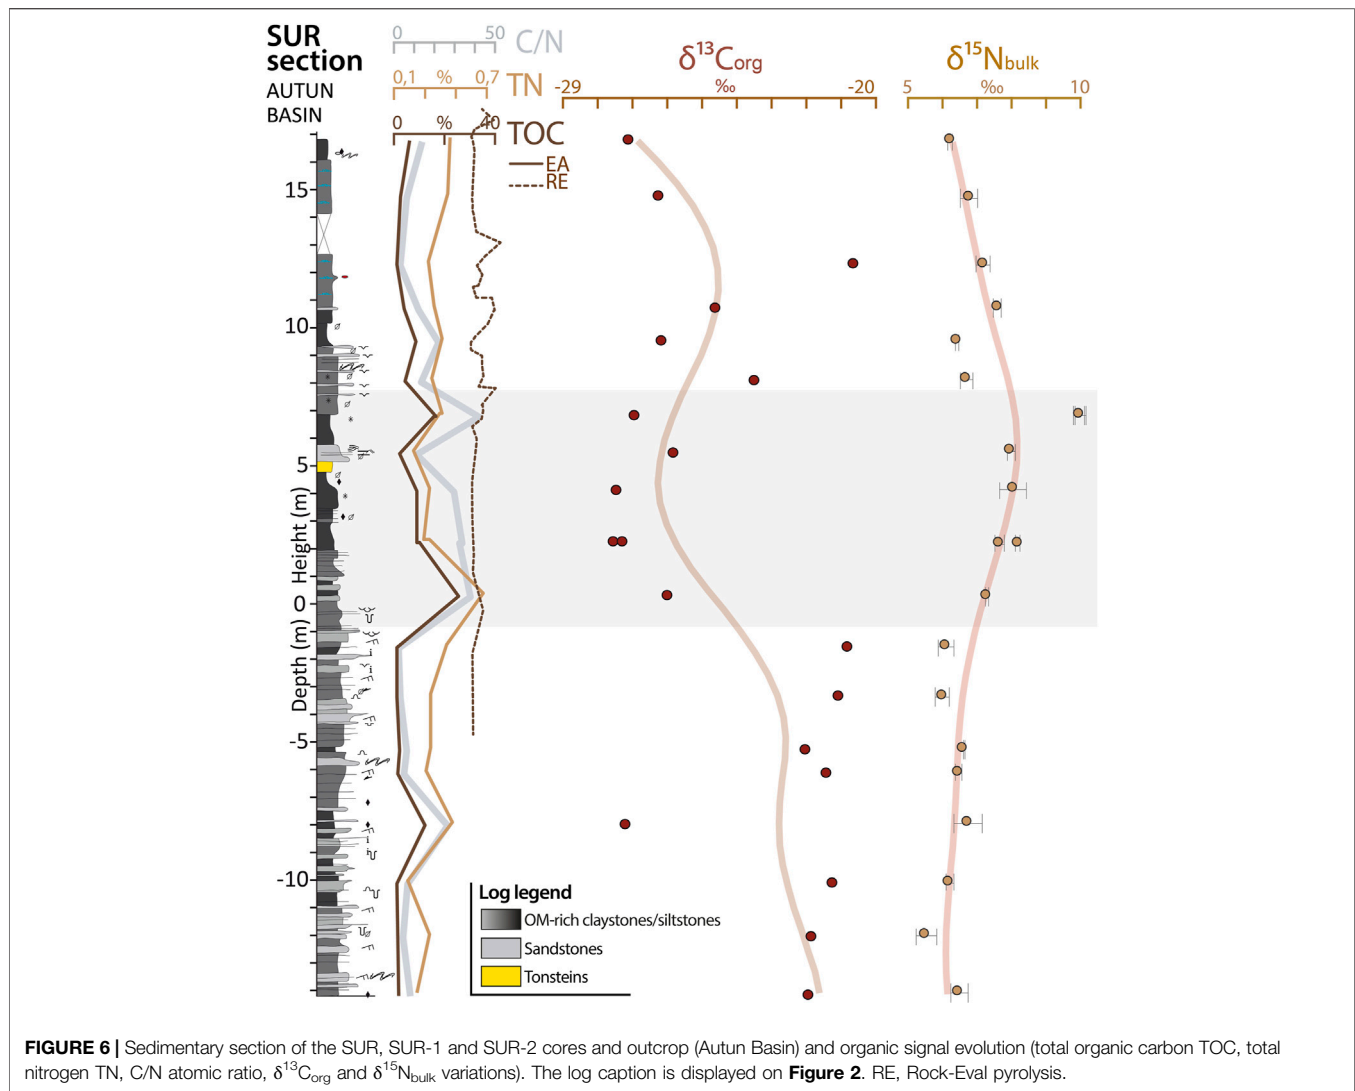 SUR
section
AUTUN
BASIN
0 50 C/N
0,1 % 0,7 TN
0 % 40 TOC
EA
RE
δ13Corg
-29 ‰ -20
δ15Nbulk
5 ‰ 10
15
10
5
0
-5
-10
Height (m)
Depth (m)
Log legend
OM-rich claystones/siltstones
Sandstones
Tonsteins
FIGURE 6 | Sedimentary section of the SUR, SUR-1 and SUR-2 cores and outcrop (Autun Basin) and organic signal evolution (total organic carbon TOC, total
nitrogen TN, C/N atomic ratio, δ13Corg and δ15Nbulk variations). The log caption is displayed on Figure 2. RE, Rock-Eval pyrolysis.